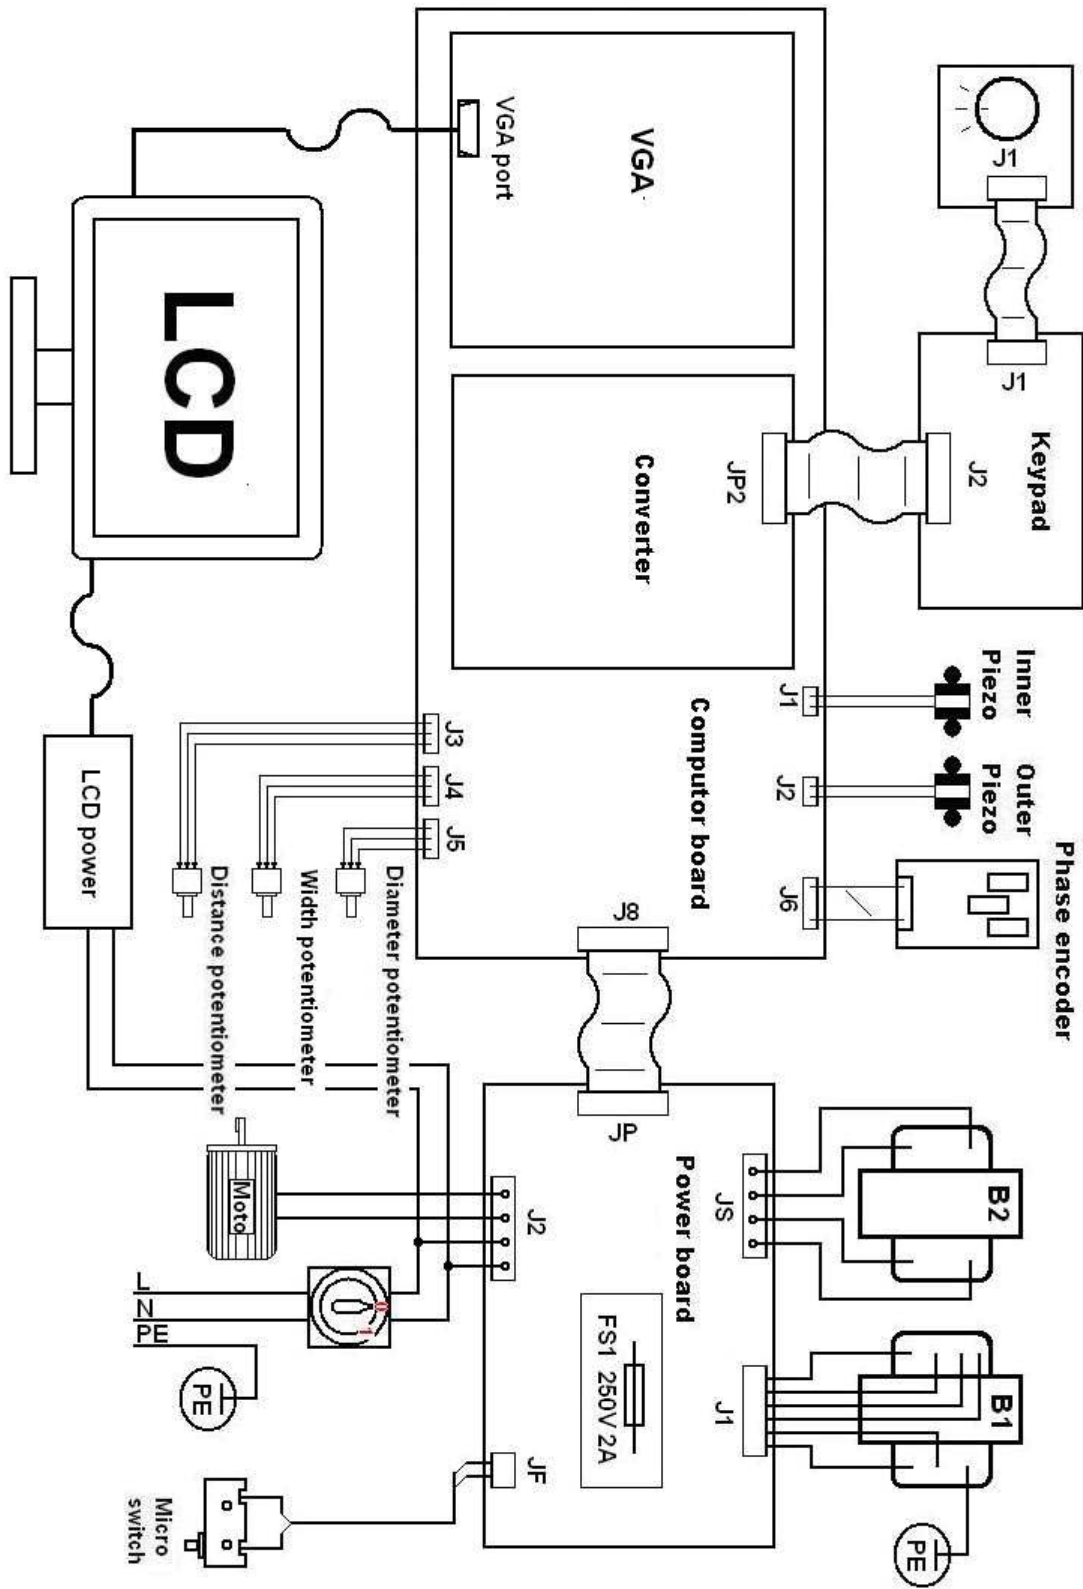 Phase encoder
Inner
Piezo
Outer
Piezo
Keypad
J1
J1
J2
B2
B1
PE
J1
J2
J6
JP2
VGA
Converter
Computor board
J8
JP
JS
J1
Power board
FS1 250V 2A
VGA port
J3
J4
J5
J2
JF
LCD
Diameter potentiometer
Width potentiometer
Distance potentiometer
Moto
0
1
L
N
PE
PE
Micro
switch
LCD power